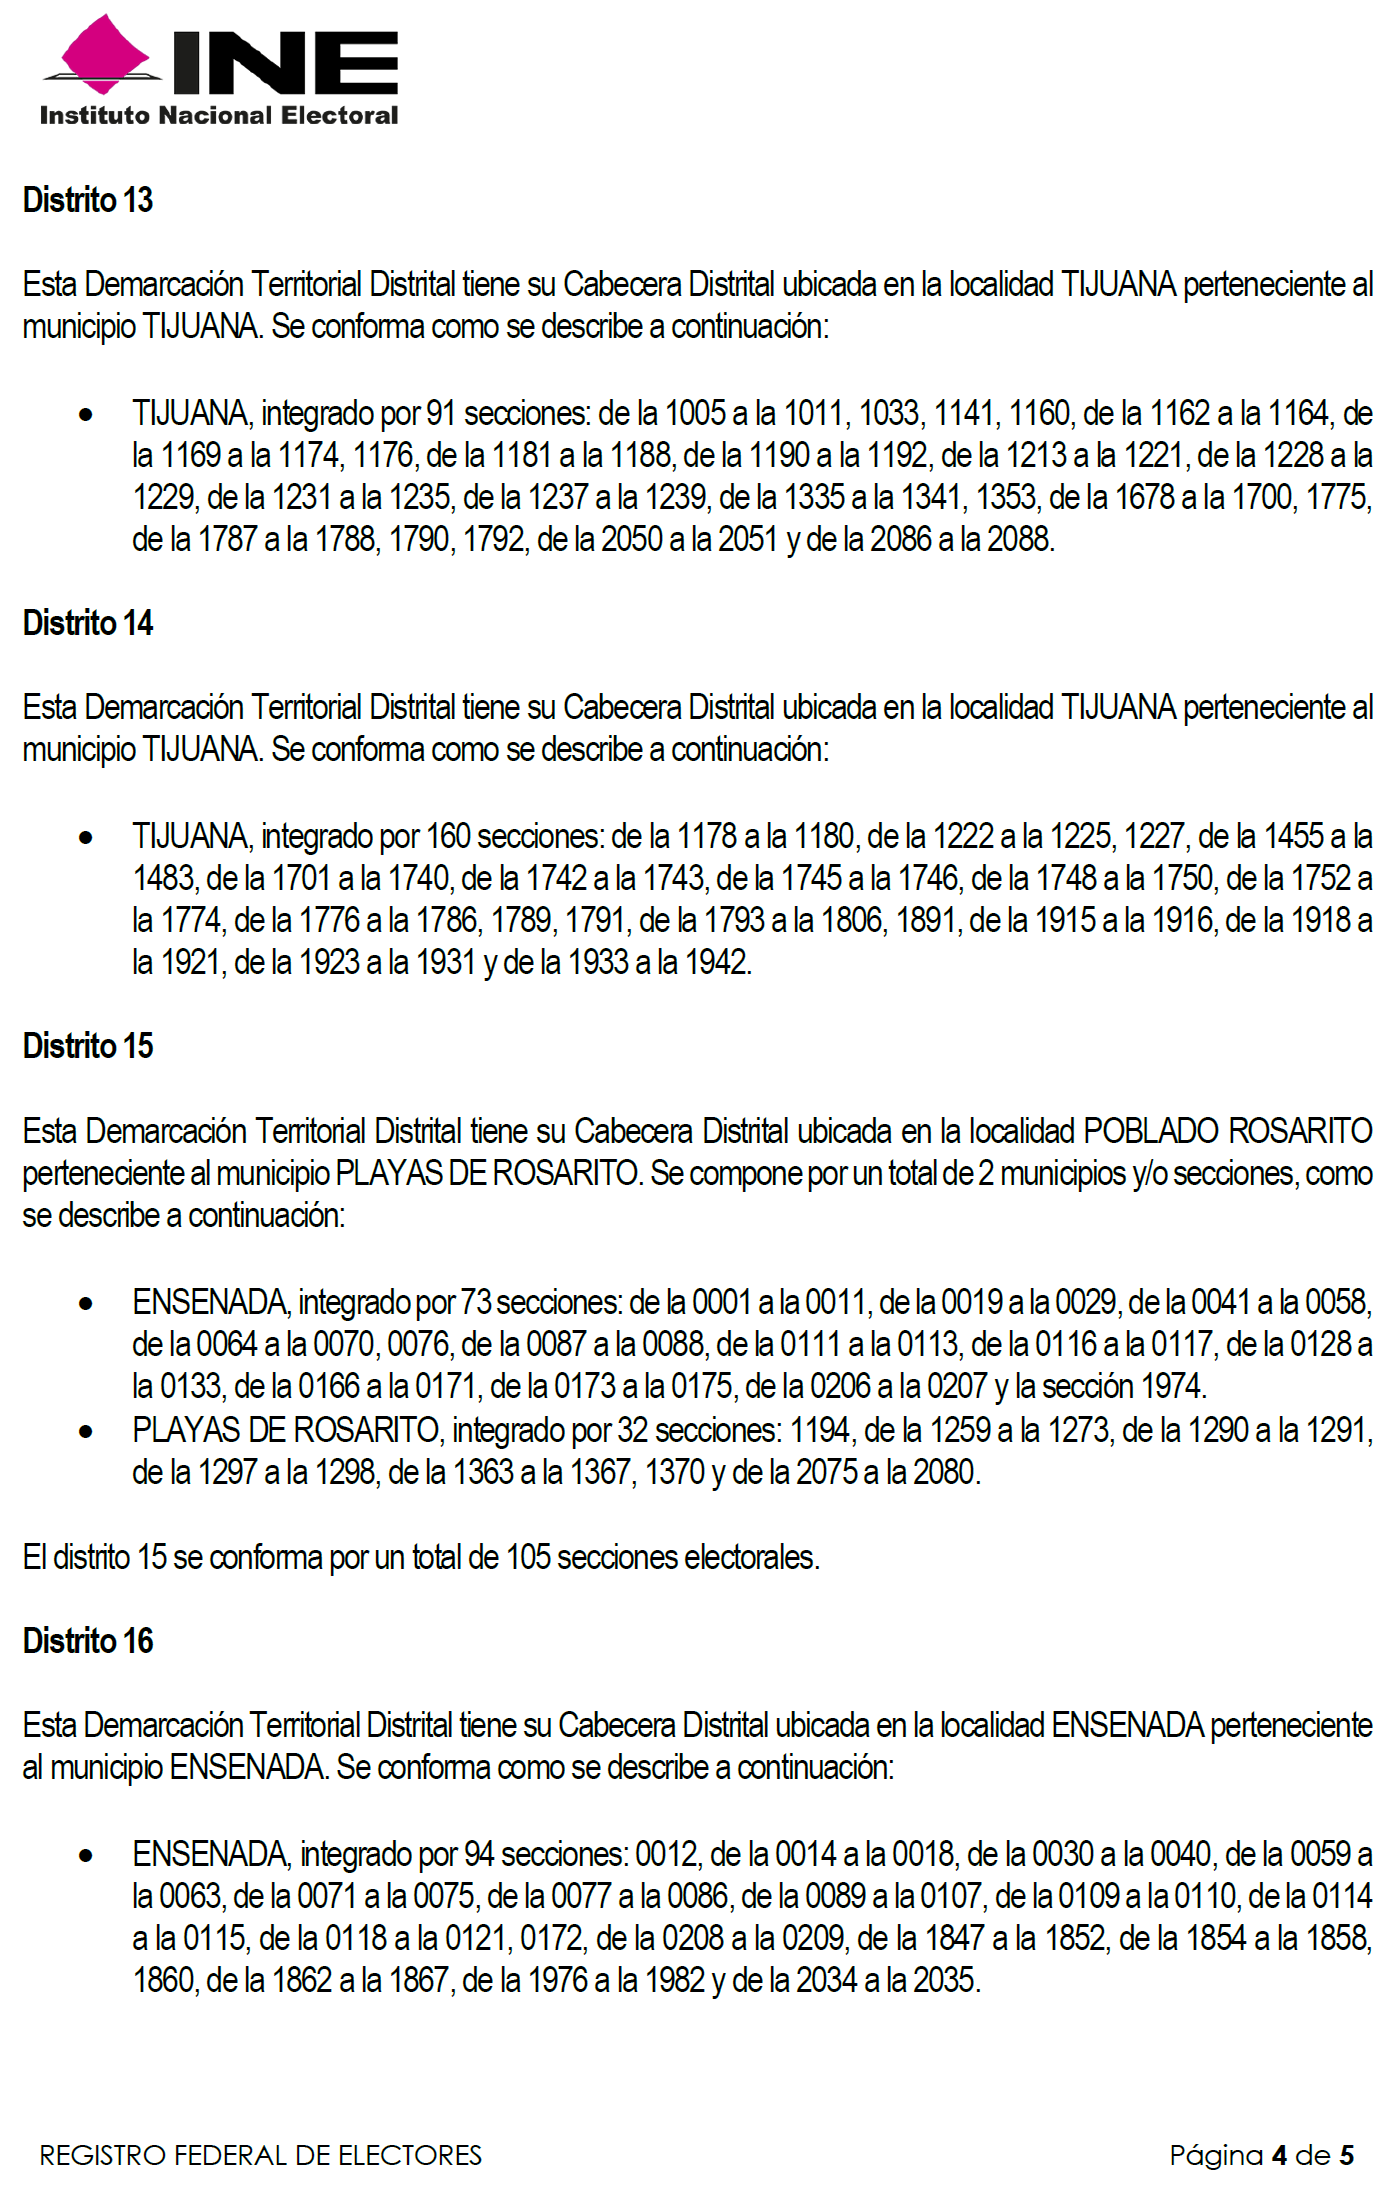 INE
Instituto Nacional Electoral
Distrito 13
Esta Demarcación Territorial Distrital tiene su Cabecera Distrital ubicada en la localidad TIJUANA perteneciente al
municipio TIJUANA. Se conforma como se describe a continuación:
• TIJUANA, integrado por 91 secciones: de la 1005 a la 1011, 1033, 1141, 1160, de la 1162 a la 1164, de
la 1169 a la 1174, 1176, de la 1181 a la 1188, de la 1190 a la 1192, de la 1213 a la 1221, de la 1228 a la
1229, de la 1231 a la 1235, de la 1237 a la 1239, de la 1335 a la 1341, 1353, de la 1678 a la 1700, 1775,
de la 1787 a la 1788, 1790, 1792, de la 2050 a la 2051 y de la 2086 a la 2088.
Distrito 14
Esta Demarcación Territorial Distrital tiene su Cabecera Distrital ubicada en la localidad TIJUANA perteneciente al
municipio TIJUANA. Se conforma como se describe a continuación:
• TIJUANA, integrado por 160 secciones: de la 1178 a la 1180, de la 1222 a la 1225, 1227, de la 1455 a la
1483, de la 1701 a la 1740, de la 1742 a la 1743, de la 1745 a la 1746, de la 1748 a la 1750, de la 1752 a
la 1774, de la 1776 a la 1786, 1789, 1791, de la 1793 a la 1806, 1891, de la 1915 a la 1916, de la 1918 a
la 1921, de la 1923 a la 1931 y de la 1933 a la 1942.
Distrito 15
Esta Demarcación Territorial Distrital tiene su Cabecera Distrital ubicada en la localidad POBLADO ROSARITO
perteneciente al municipio PLAYAS DE ROSARITO. Se compone por un total de 2 municipios y/o secciones, como
se describe a continuación:
• ENSENADA, integrado por 73 secciones: de la 0001 a la 0011, de la 0019 a la 0029, de la 0041 a la 0058,
de la 0064 a la 0070, 0076, de la 0087 a la 0088, de la 0111 a la 0113, de la 0116 a la 0117, de la 0128 a
la 0133, de la 0166 a la 0171, de la 0173 a la 0175, de la 0206 a la 0207 y la sección 1974.
• PLAYAS DE ROSARITO, integrado por 32 secciones: 1194, de la 1259 a la 1273, de la 1290 a la 1291,
de la 1297 a la 1298, de la 1363 a la 1367, 1370 y de la 2075 a la 2080.
El distrito 15 se conforma por un total de 105 secciones electorales.
Distrito 16
Esta Demarcación Territorial Distrital tiene su Cabecera Distrital ubicada en la localidad ENSENADA perteneciente
al municipio ENSENADA. Se conforma como se describe a continuación:
• ENSENADA, integrado por 94 secciones: 0012, de la 0014 a la 0018, de la 0030 a la 0040, de la 0059 a
la 0063, de la 0071 a la 0075, de la 0077 a la 0086, de la 0089 a la 0107, de la 0109 a la 0110, de la 0114
a la 0115, de la 0118 a la 0121, 0172, de la 0208 a la 0209, de la 1847 a la 1852, de la 1854 a la 1858,
1860, de la 1862 a la 1867, de la 1976 a la 1982 y de la 2034 a la 2035.
REGISTRO FEDERAL DE ELECTORES
Página 4 de 5